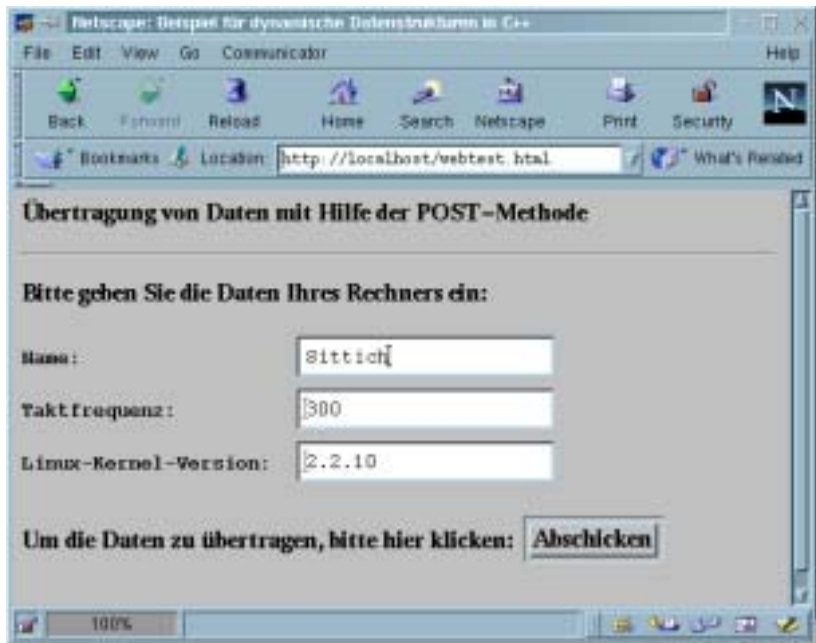 Netscape: Beispiel für dynamische Datenstrukturen in C++
File Edit View Go Communicator Help
Back Forward Reload Home Search Netscape Print Security N
Bookmarks Location: http://localhost/webtest.html What's Related
Übertragung von Daten mit Hilfe der POST-Methode
Bitte geben Sie die Daten Ihres Rechners ein:
Name: Sittich
Taktfrequenz: 300
Linux-Kernel-Version: 2.2.10
Um die Daten zu übertragen, bitte hier klicken: Abschicken
100%